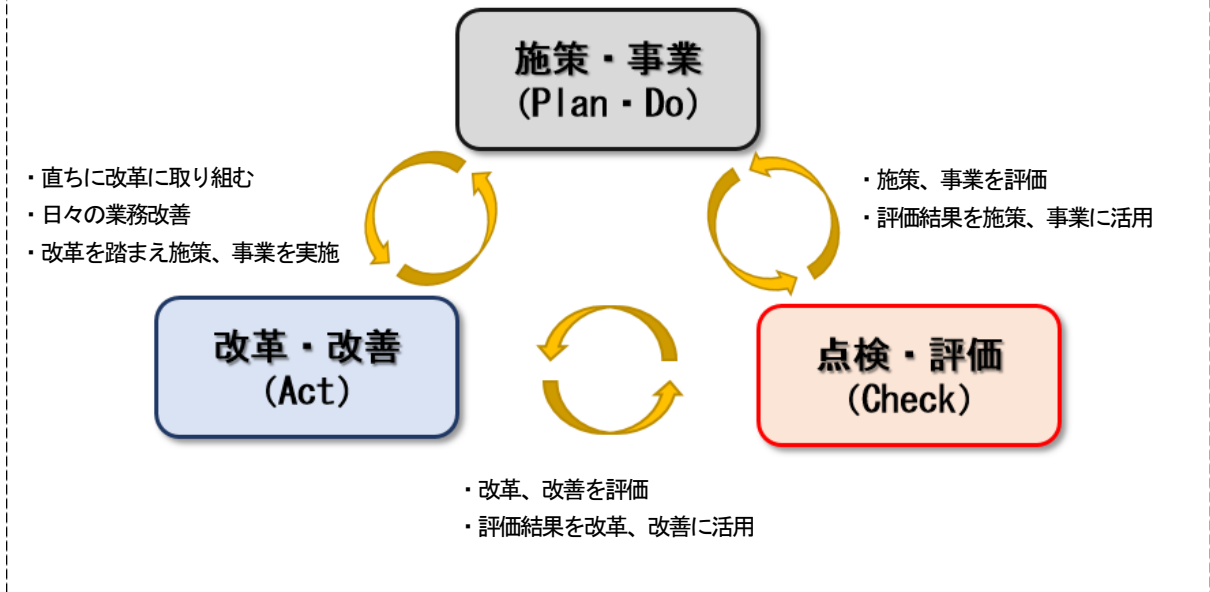 施策・事業
(Plan・Do)
・直ちに改革に取り組む
・日々の業務改善
・改革を踏まえ施策、事業を実施
・施策、事業を評価
・評価結果を施策、事業に活用
改革・改善
(Act)
点検・評価
(Check)
・改革、改善を評価
・評価結果を改革、改善に活用